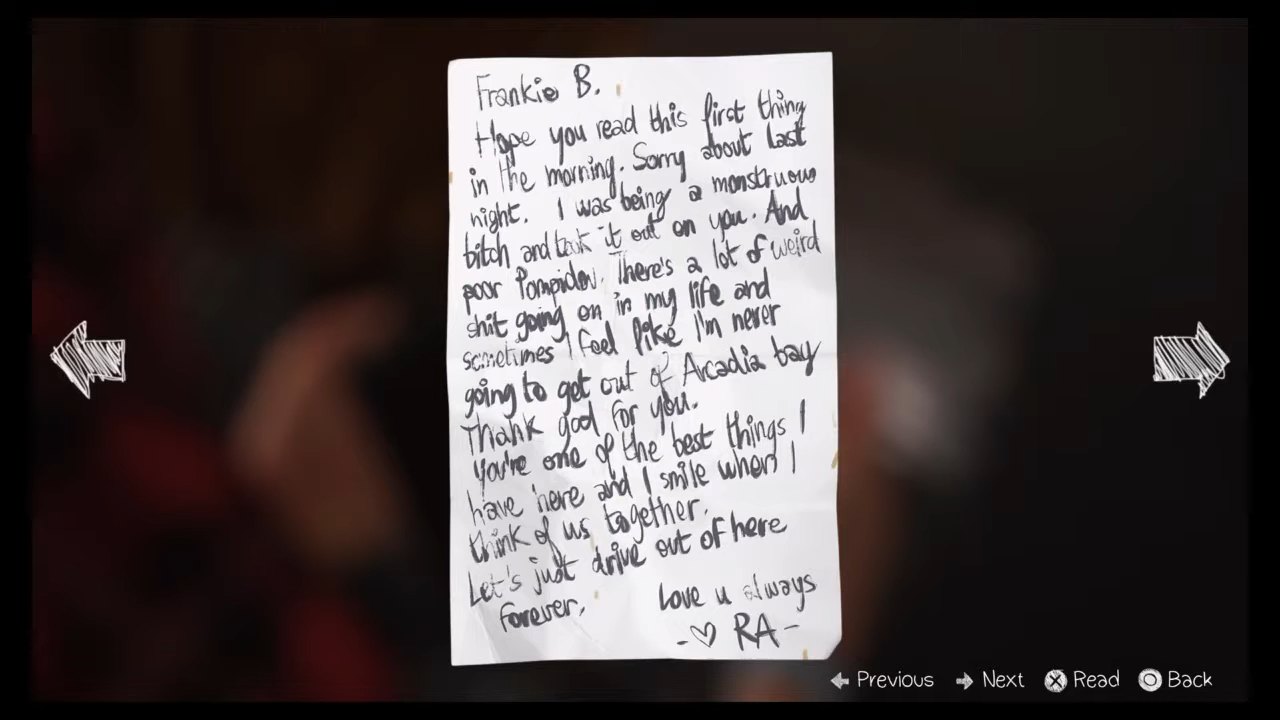 Frankie B.
Hope you read this first thing
in the morning. Sorry about last
night. I was being a monstruous
bitch and took it out on you. And
poor Pompidou. There's a lot of weird
shit going on in my life and
sometimes I feel like I'm never
going to get out of Arcadia bay
Thank god for you.
You're one of the best things I
have here and I smile when I
think of us together.
Let's just drive out of here
forever.
Love u always
-♡ RA-
Previous Next Read Back